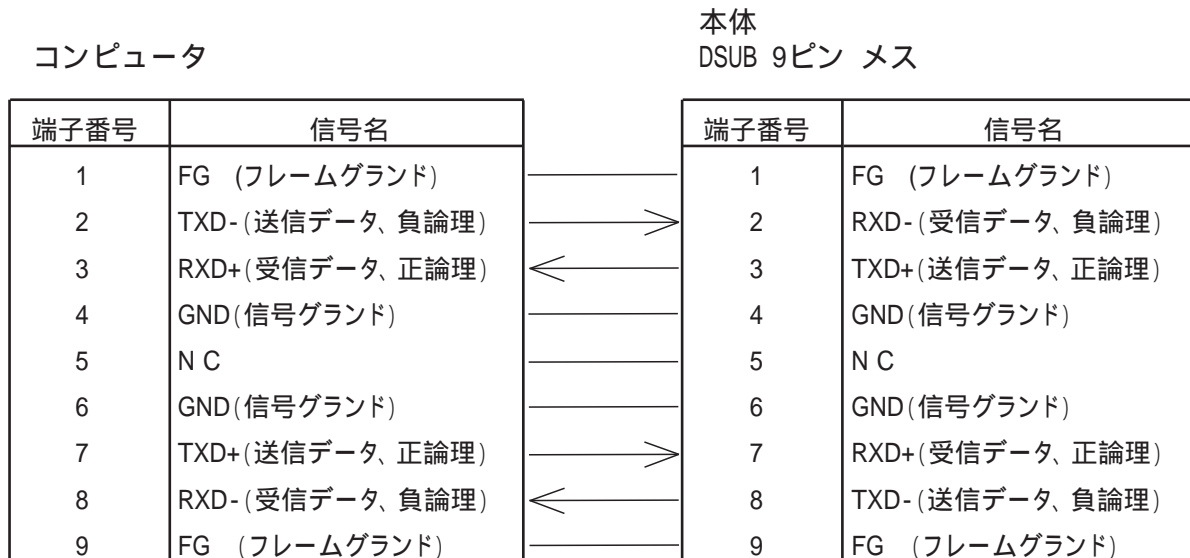 本体
コンピュータ DSUB 9ピン メス
端子番号 信号名 端子番号 信号名
1 FG (フレームグランド) 1 FG (フレームグランド)
2 TXD-(送信データ、負論理) 2 RXD-(受信データ、負論理)
3 RXD+(受信データ、正論理) 3 TXD+(送信データ、正論理)
4 GND(信号グランド) 4 GND(信号グランド)
5 N C 5 N C
6 GND(信号グランド) 6 GND(信号グランド)
7 TXD+(送信データ、正論理) 7 RXD+(受信データ、正論理)
8 RXD-(受信データ、負論理) 8 TXD-(送信データ、負論理)
9 FG (フレームグランド) 9 FG (フレームグランド)